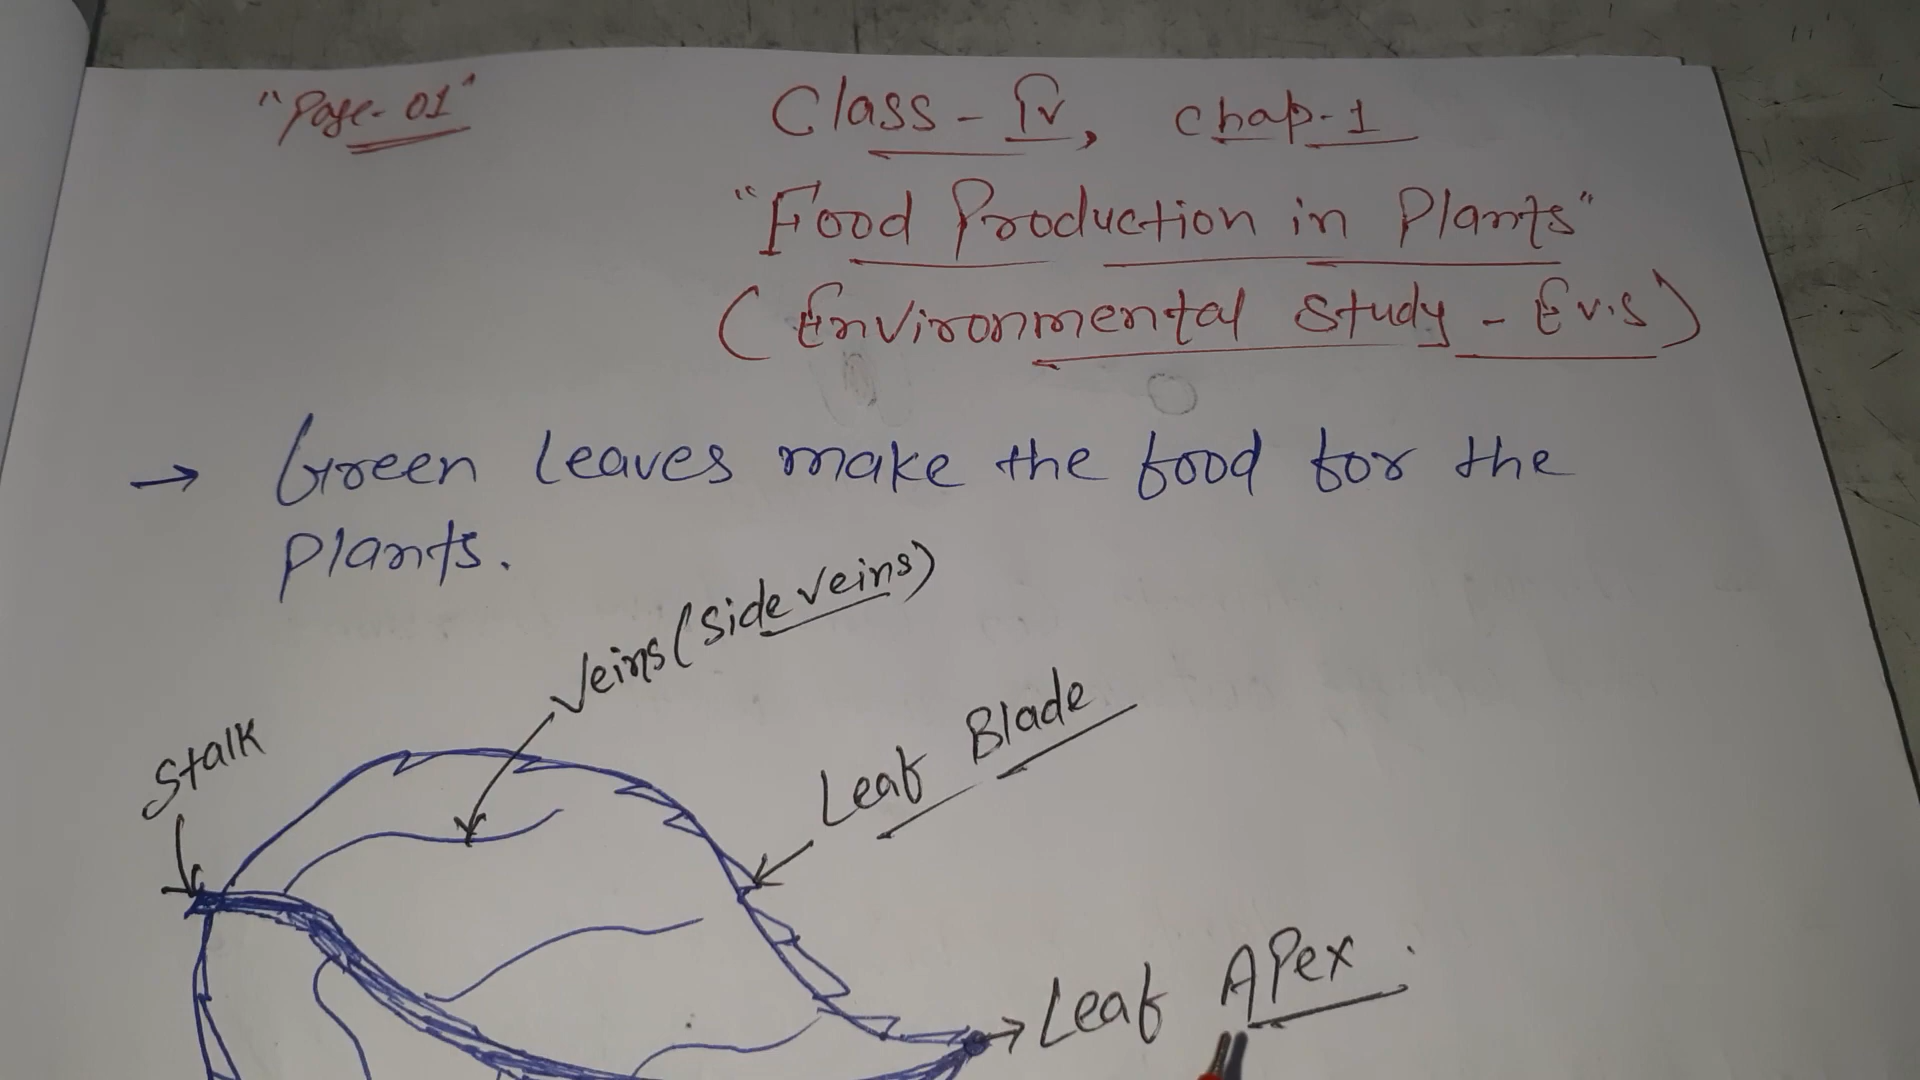 "Page-01"
Class - IV, Chap-1
"Food Production in Plants"
(Environmental Study - Ev.s)
→ Green leaves make the food for the
Plants.
Veins (side veins)
Stalk
Leaf Blade
Leaf Apex.